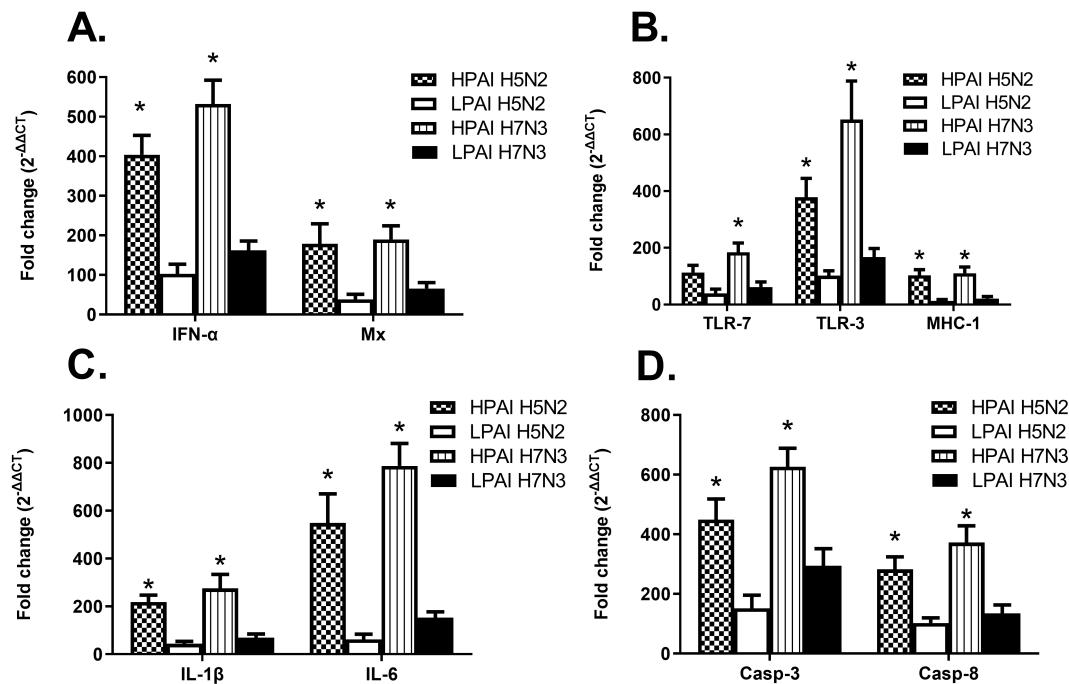 A.
600
500
400
300
200
100
0
Fold change (2^-ΔΔCT)
* * * *
IFN-α Mx
HPAI H5N2
LPAI H5N2
HPAI H7N3
LPAI H7N3
B.
800
600
400
200
0
Fold change (2^-ΔΔCT)
* * * * *
TLR-7 TLR-3 MHC-1
HPAI H5N2
LPAI H5N2
HPAI H7N3
LPAI H7N3
C.
1000
800
600
400
200
0
Fold change (2^-ΔΔCT)
* * * *
IL-1β IL-6
HPAI H5N2
LPAI H5N2
HPAI H7N3
LPAI H7N3
D.
800
600
400
200
0
Fold change (2^-ΔΔCT)
* * * *
Casp-3 Casp-8
HPAI H5N2
LPAI H5N2
HPAI H7N3
LPAI H7N3